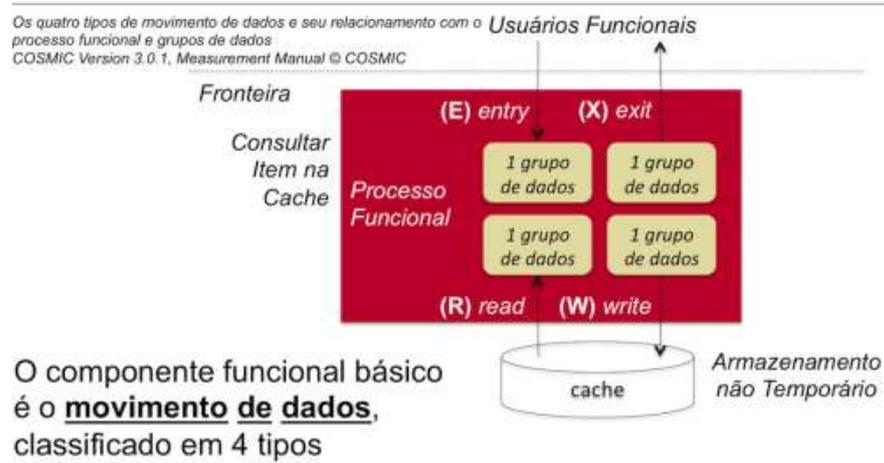 Os quatro tipos de movimento de dados e seu relacionamento com o
processo funcional e grupos de dados
COSMIC Version 3.0.1, Measurement Manual © COSMIC
Usuários Funcionais
Fronteira
(E) entry
(X) exit
Consultar
Item na
Cache
Processo
Funcional
1 grupo
de dados
1 grupo
de dados
1 grupo
de dados
1 grupo
de dados
(R) read
(W) write
cache
Armazenamento
não Temporário
O componente funcional básico
é o movimento de dados,
classificado em 4 tipos